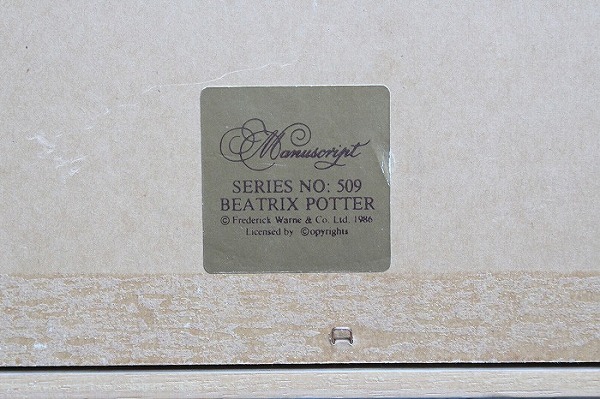 Manuscript
SERIES NO: 509
BEATRIX POTTER
© Frederick Warne & Co. Ltd. 1986
Licensed by ©opyrights